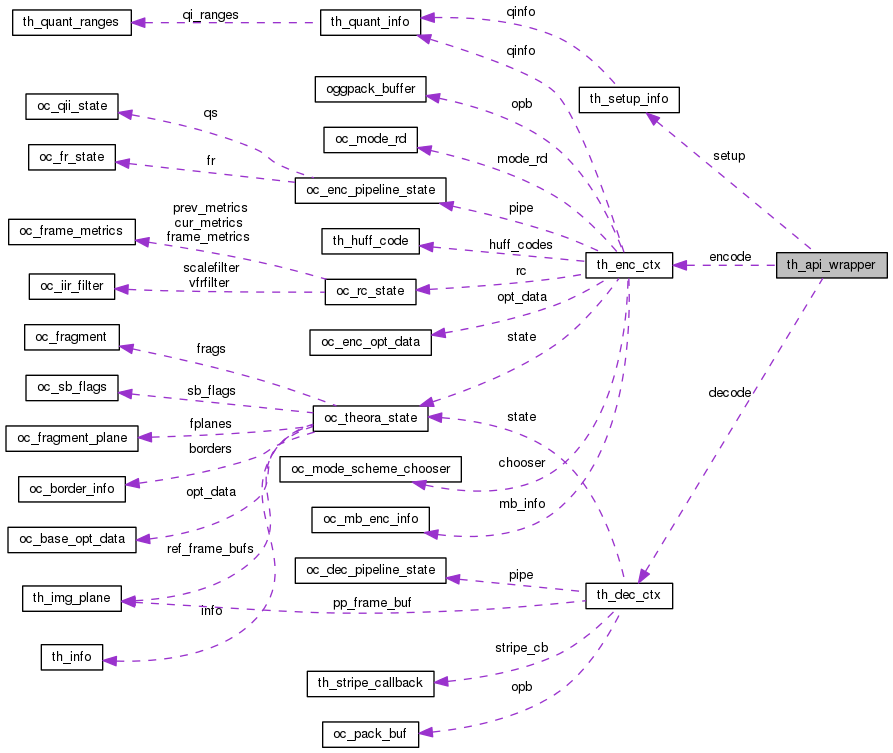 th_quant_ranges
qi_ranges
th_quant_info
qinfo
qinfo
oggpack_buffer
opb
th_setup_info
oc_qii_state
qs
oc_mode_rd
mode_rd
setup
oc_fr_state
fr
oc_enc_pipeline_state
pipe
prev_metrics
cur_metrics
frame_metrics
oc_frame_metrics
th_huff_code
huff_codes
th_enc_ctx
encode
th_api_wrapper
scalefilter
vfrfilter
oc_iir_filter
oc_rc_state
rc
opt_data
oc_fragment
frags
oc_enc_opt_data
state
oc_sb_flags
sb_flags
decode
oc_theora_state
state
fplanes
oc_fragment_plane
borders
oc_mode_scheme_chooser
chooser
oc_border_info
opt_data
mb_info
oc_mb_enc_info
oc_base_opt_data
ref_frame_bufs
oc_dec_pipeline_state
pipe
th_dec_ctx
th_img_plane
info
pp_frame_buf
th_info
stripe_cb
th_stripe_callback
opb
oc_pack_buf